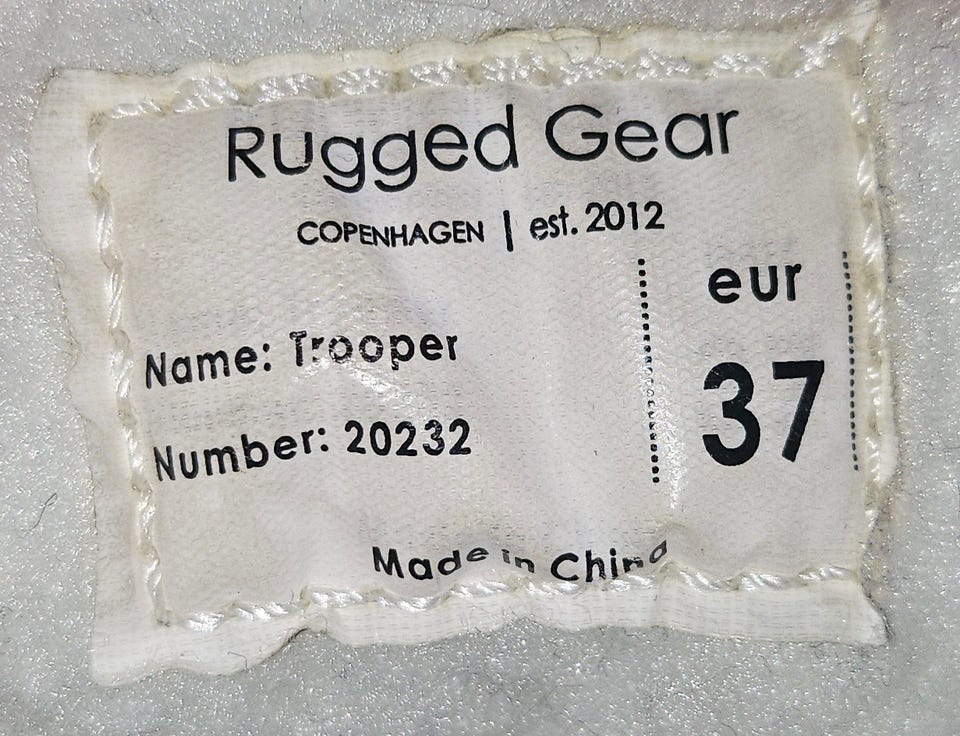 Rugged Gear
COPENHAGEN | est. 2012
eur
37
Name: Trooper
Number: 20232
Made in China